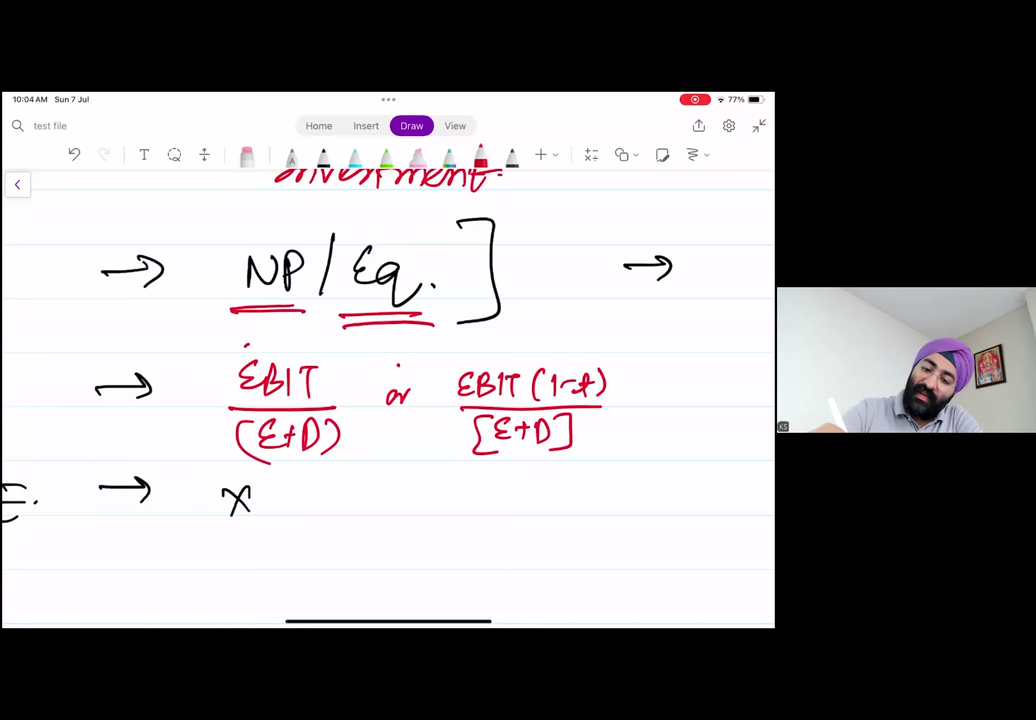 10:04 AM Sun 7 Jul
77%
test file
Home Insert Draw View
investment.
→ NP / Eq. ] →
→ EBIT / (E+D) or EBIT (1-t) / [E+D]
→ X
KS